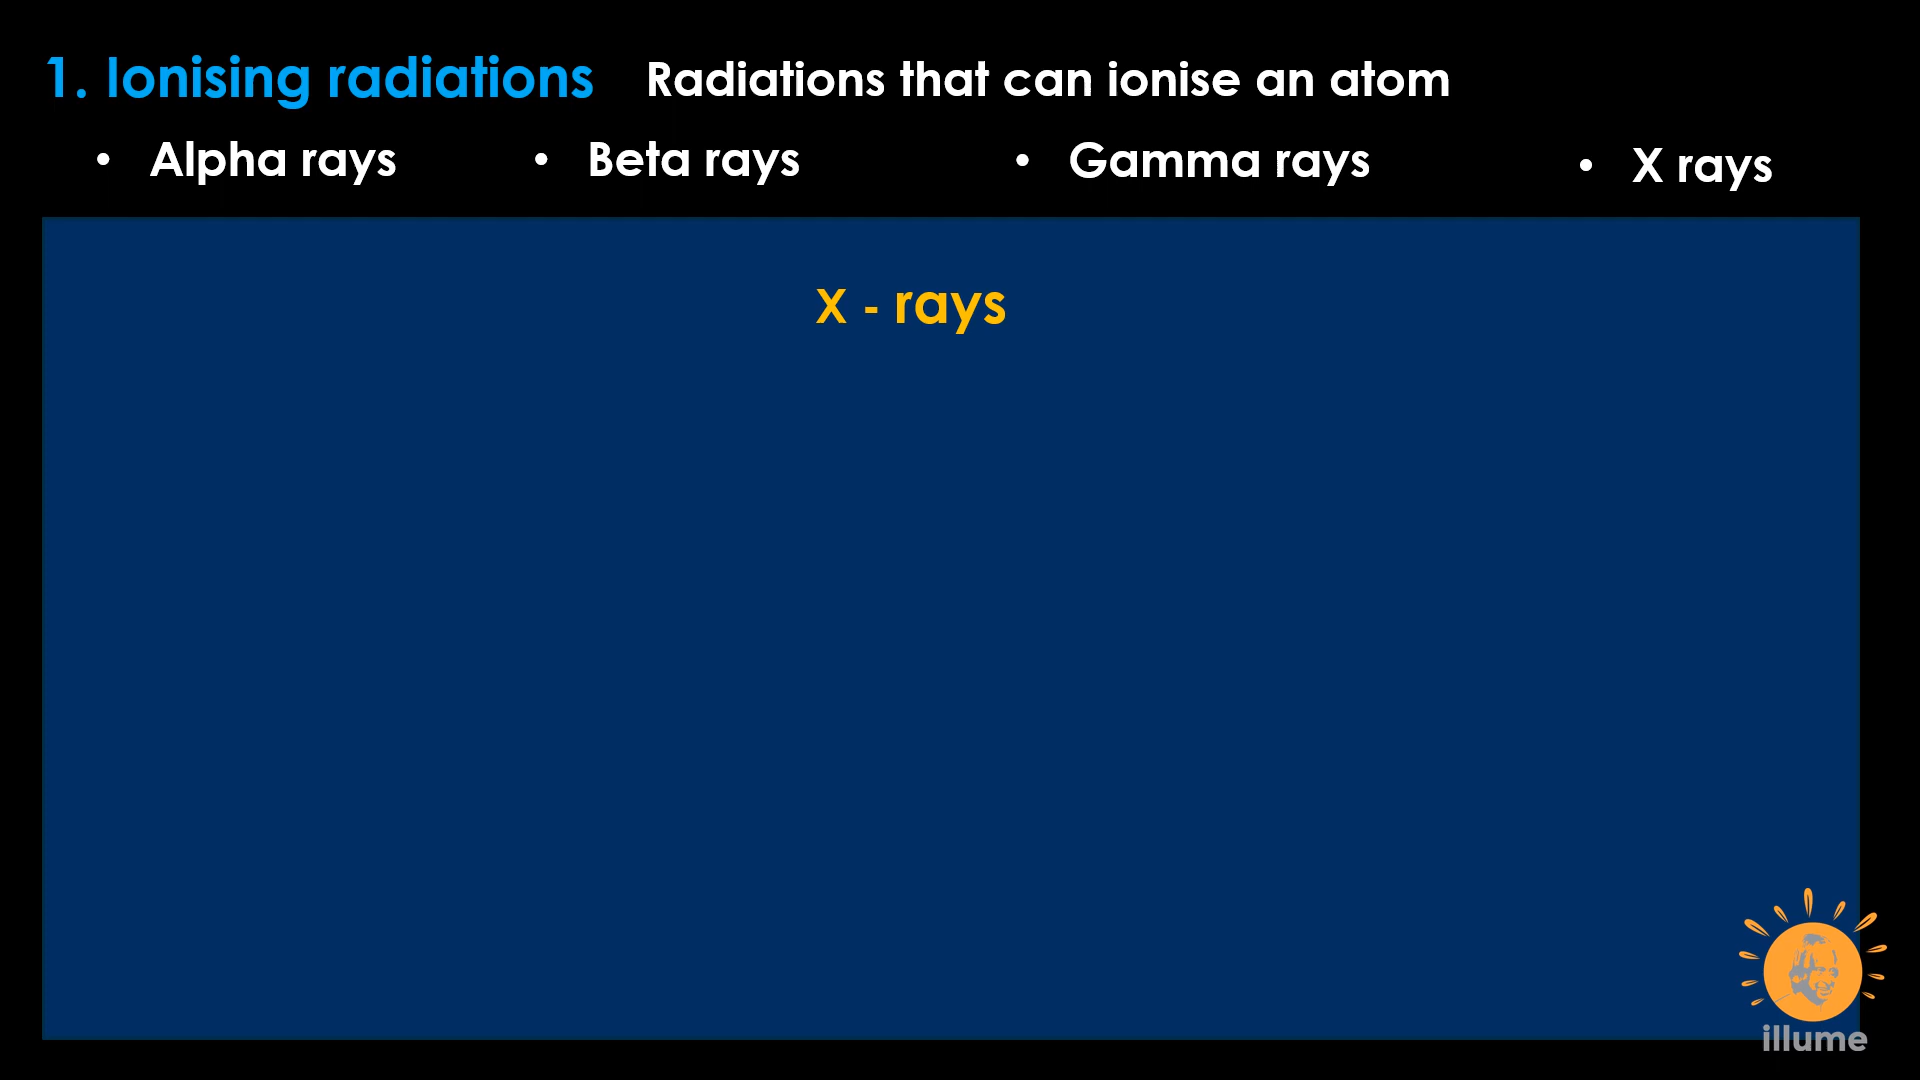 1. Ionising radiations Radiations that can ionise an atom
• Alpha rays • Beta rays • Gamma rays • X rays
X - rays
illume